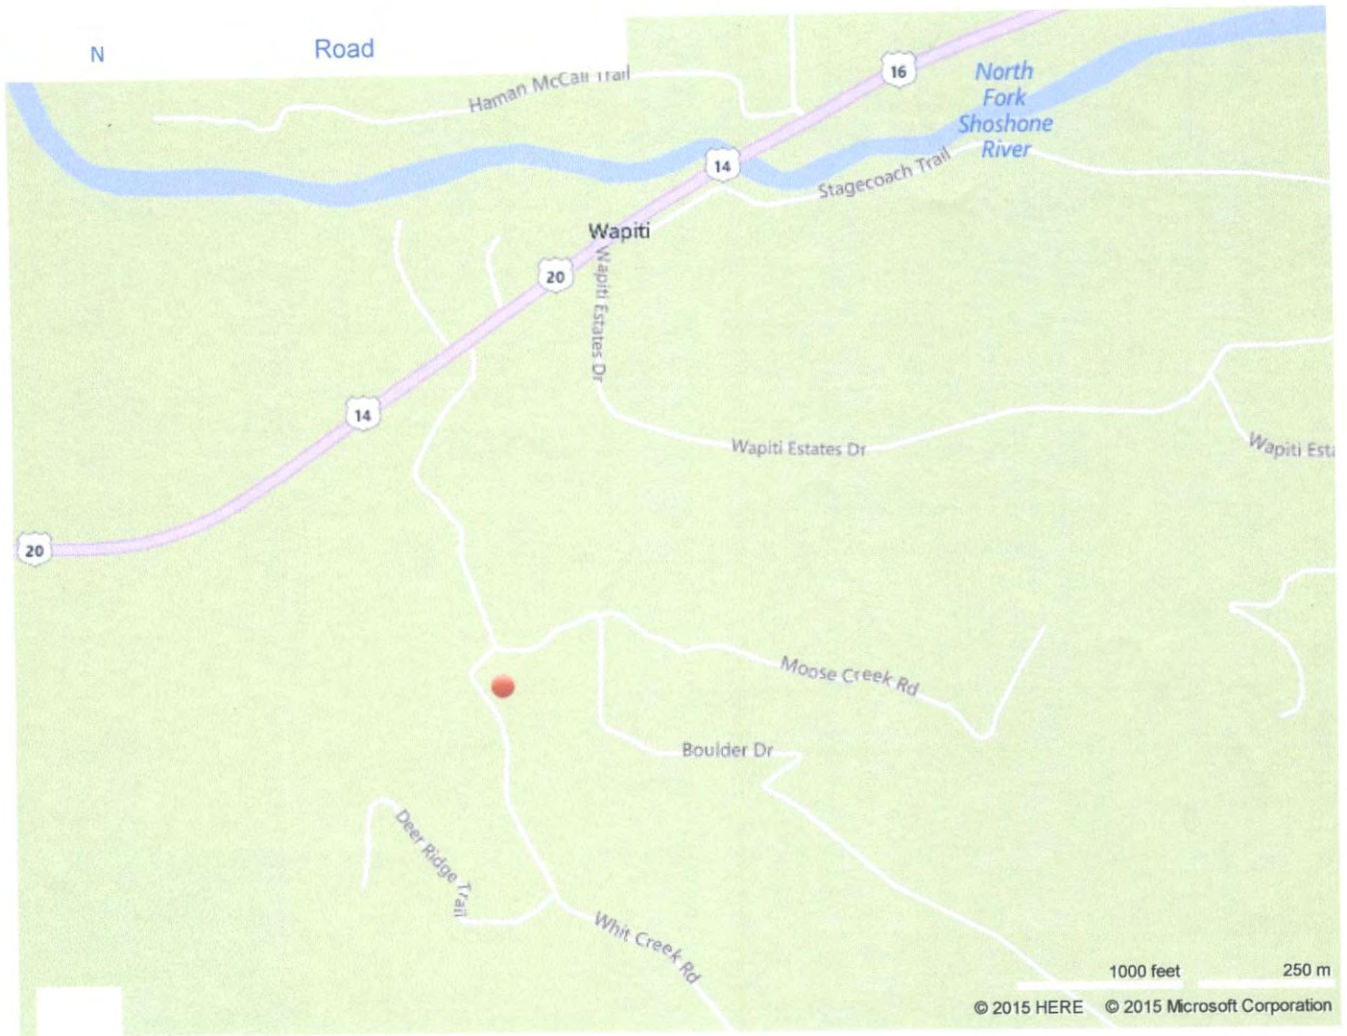 N
Road
Haman McCall Trail
16
North
Fork
Shoshone
River
14
Stagecoach Trail
Wapiti
20
Wapiti Estates Dr
14
Wapiti Estates Dr
Wapiti Esta
20
Moose Creek Rd
Boulder Dr
Deer Ridge Trail
Whit Creek Rd
1000 feet
250 m
© 2015 HERE
© 2015 Microsoft Corporation